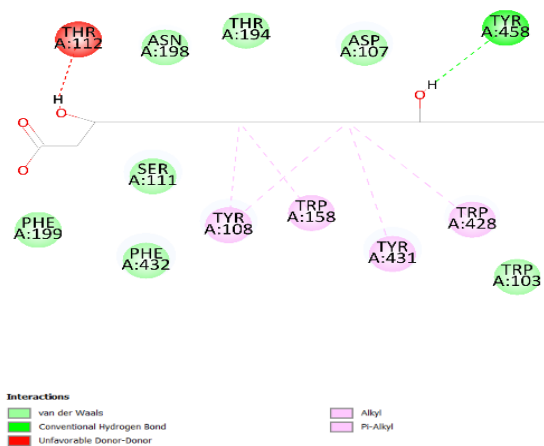 THR
A:112
ASN
A:198
THR
A:194
ASP
A:107
TYR
A:458
H
O
H
O
O
O
SER
A:111
PHE
A:199
PHE
A:432
TYR
A:108
TRP
A:158
TYR
A:431
TRP
A:428
TRP
A:103
Interactions
van der Waals
Conventional Hydrogen Bond
Unfavorable Donor-Donor
Alkyl
Pi-Alkyl